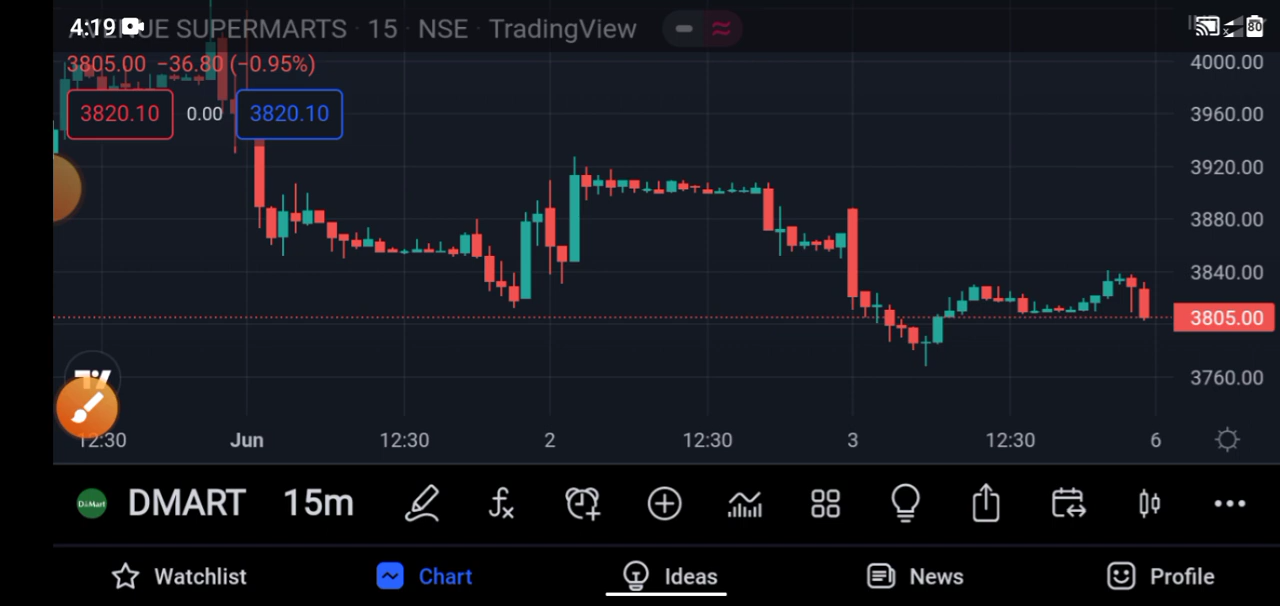 4:19
SUPERMARTS · 15 · NSE · TradingView
80
3805.00 −36.80 (−0.95%)
3820.10 0.00 3820.10
4000.00
3960.00
3920.00
3880.00
3840.00
3805.00
3760.00
12:30 Jun 12:30 2 12:30 3 12:30 6
D-Mart DMART 15m
Watchlist Chart Ideas News Profile